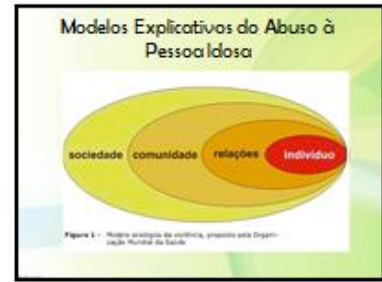 Modelos Explicativos do Abuso à
Pessoa Idosa
sociedade comunidade relações indivíduo
Figura 1 - Modelo ecológico da violência, proposto pela Organi-
zação Mundial da Saúde